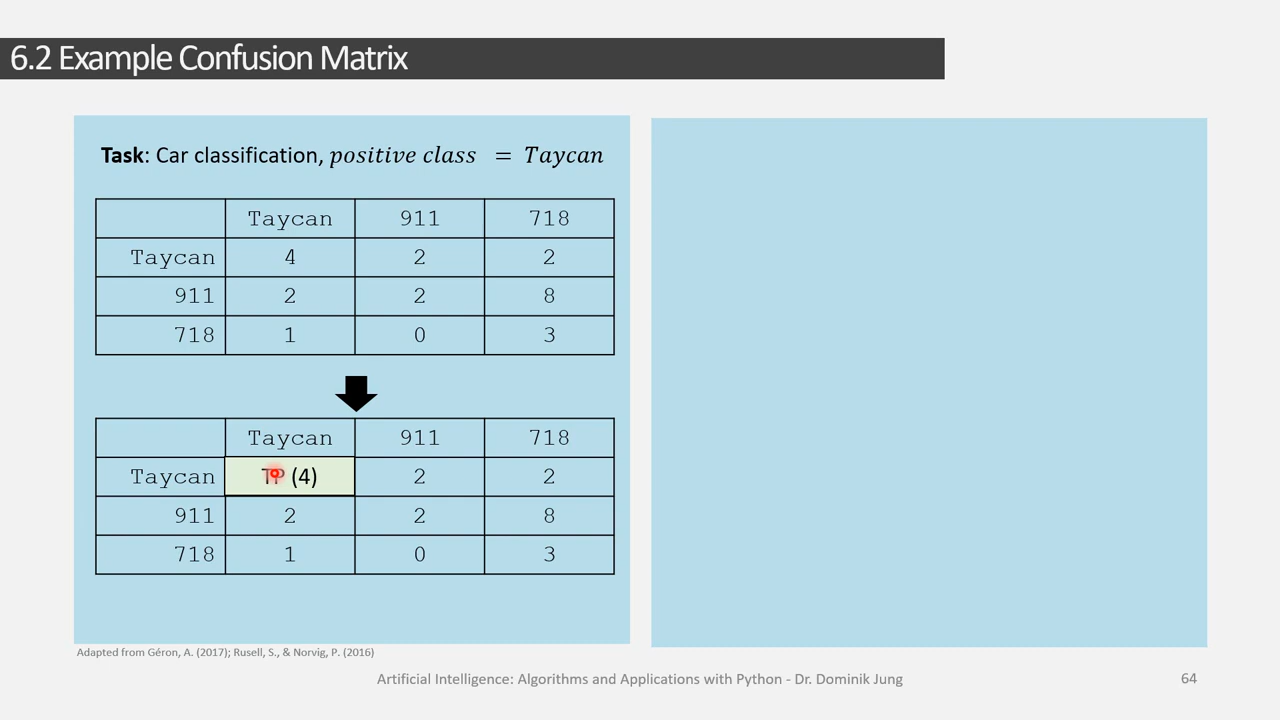 6.2 Example Confusion Matrix
Task: Car classification, positive class = Taycan
Taycan 911 718
Taycan 4 2 2
911 2 2 8
718 1 0 3
Taycan 911 718
Taycan TP (4) 2 2
911 2 2 8
718 1 0 3
Adapted from Géron, A. (2017); Rusell, S., & Norvig, P. (2016)
Artificial Intelligence: Algorithms and Applications with Python - Dr. Dominik Jung
64